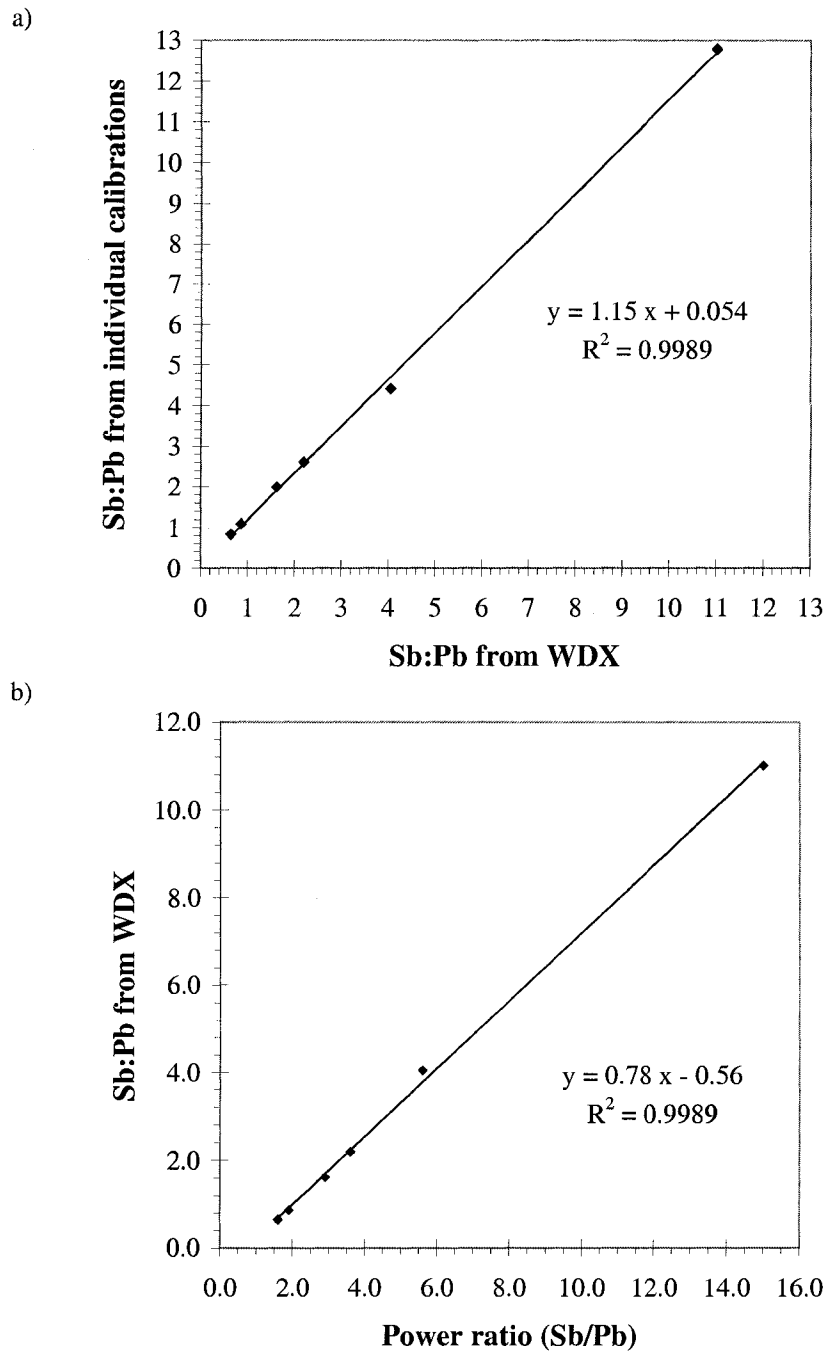 a)
13
12
11
10
9
8
7
6
5
4
3
2
1
0
Sb:Pb from individual calibrations
y = 1.15 x + 0.054
R² = 0.9989
0 1 2 3 4 5 6 7 8 9 10 11 12 13
Sb:Pb from WDX
b)
12.0
10.0
8.0
6.0
4.0
2.0
0.0
Sb:Pb from WDX
y = 0.78 x - 0.56
R² = 0.9989
0.0 2.0 4.0 6.0 8.0 10.0 12.0 14.0 16.0
Power ratio (Sb/Pb)